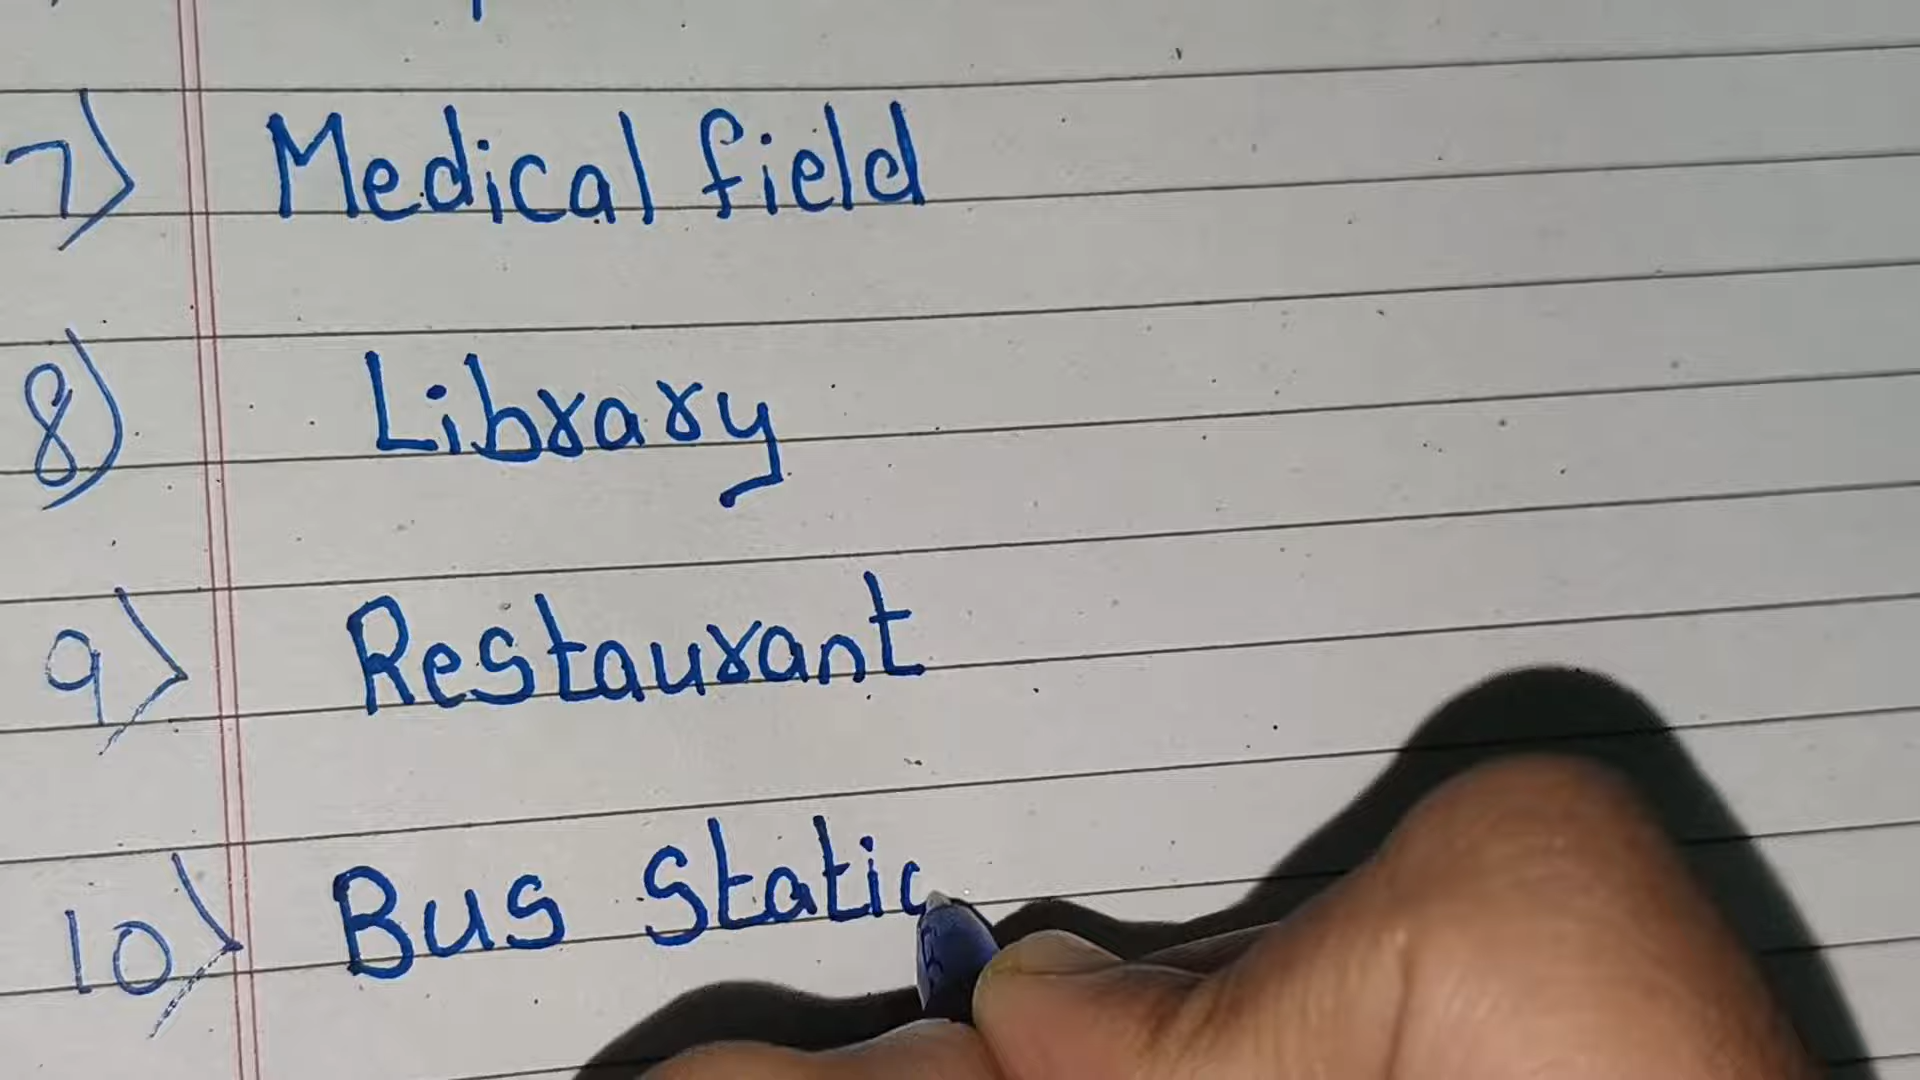 7) Medical field
8) Library
9) Restaurant
10) Bus Static